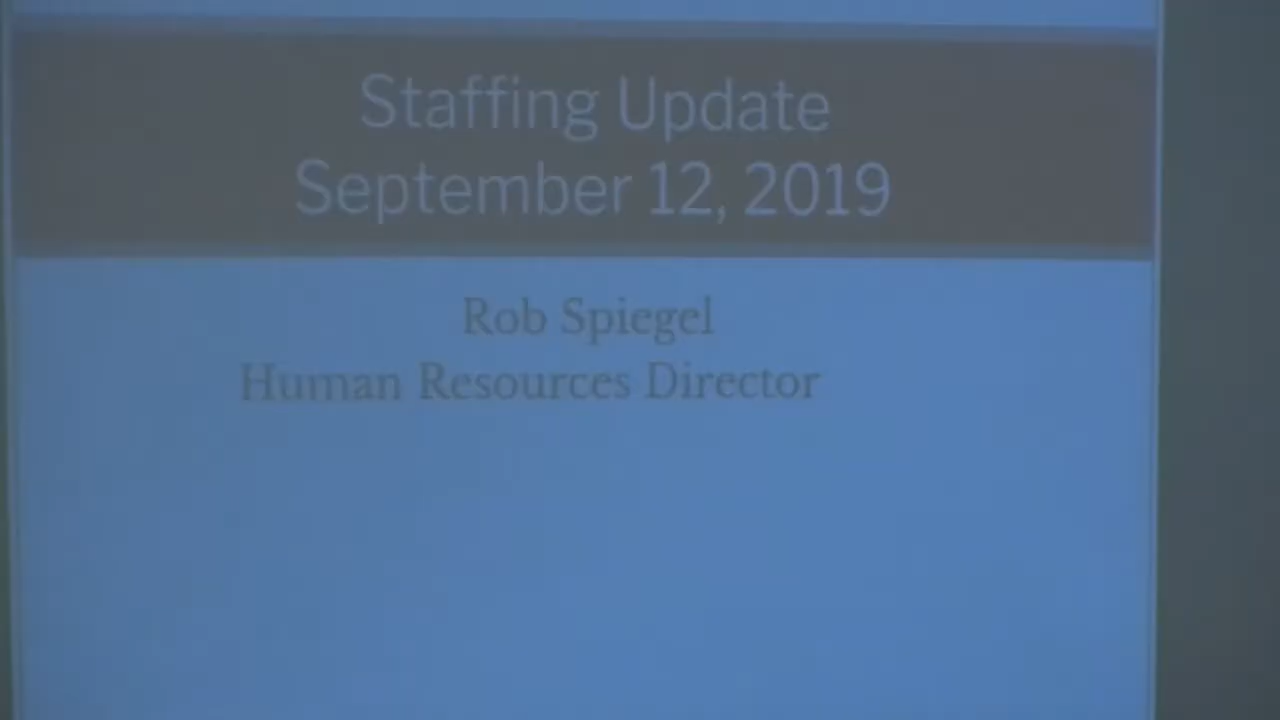 Staffing Update
September 12, 2019
Rob Spiegel
Human Resources Director